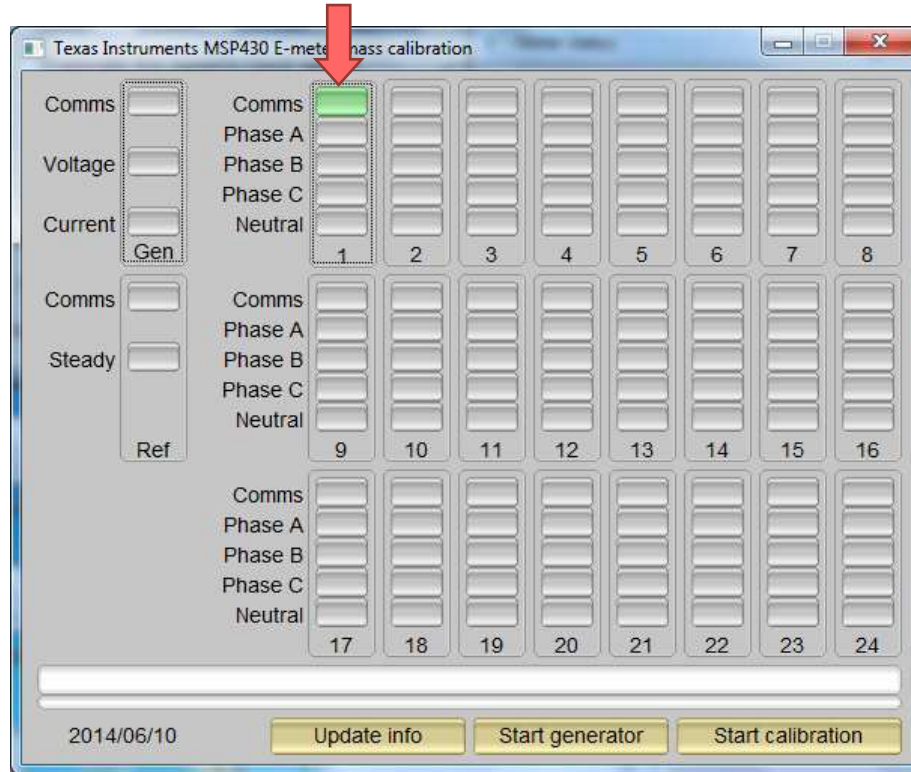 Texas Instruments MSP430 E-meter mass calibration
Comms
Voltage
Current
Gen
Comms
Phase A
Phase B
Phase C
Neutral
1 2 3 4 5 6 7 8
Comms
Steady
Ref
Comms
Phase A
Phase B
Phase C
Neutral
9 10 11 12 13 14 15 16
Comms
Phase A
Phase B
Phase C
Neutral
17 18 19 20 21 22 23 24
2014/06/10 Update info Start generator Start calibration